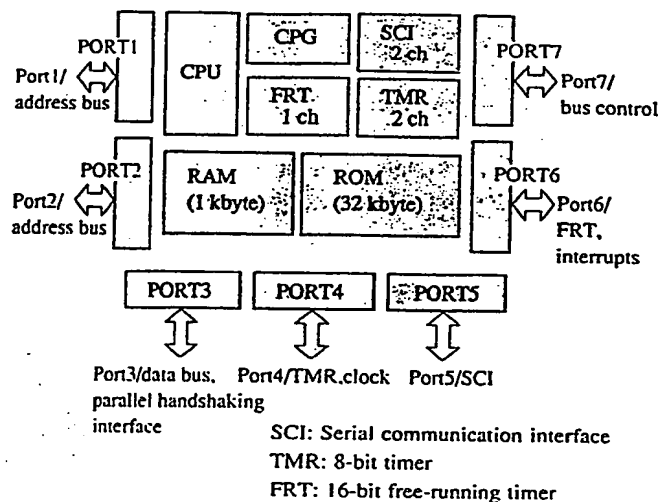 PORT1
Port1/
address bus
CPU
CPG
SCI
2 ch
FRT
1 ch
TMR
2 ch
PORT7
Port7/
bus control
PORT2
Port2/
address bus
RAM
(1 kbyte)
ROM
(32 kbyte)
PORT6
Port6/
FRT,
interrupts
PORT3
PORT4
PORT5
Port3/data bus,
parallel handshaking
interface
Port4/TMR,clock
Port5/SCI
SCI: Serial communication interface
TMR: 8-bit timer
FRT: 16-bit free-running timer